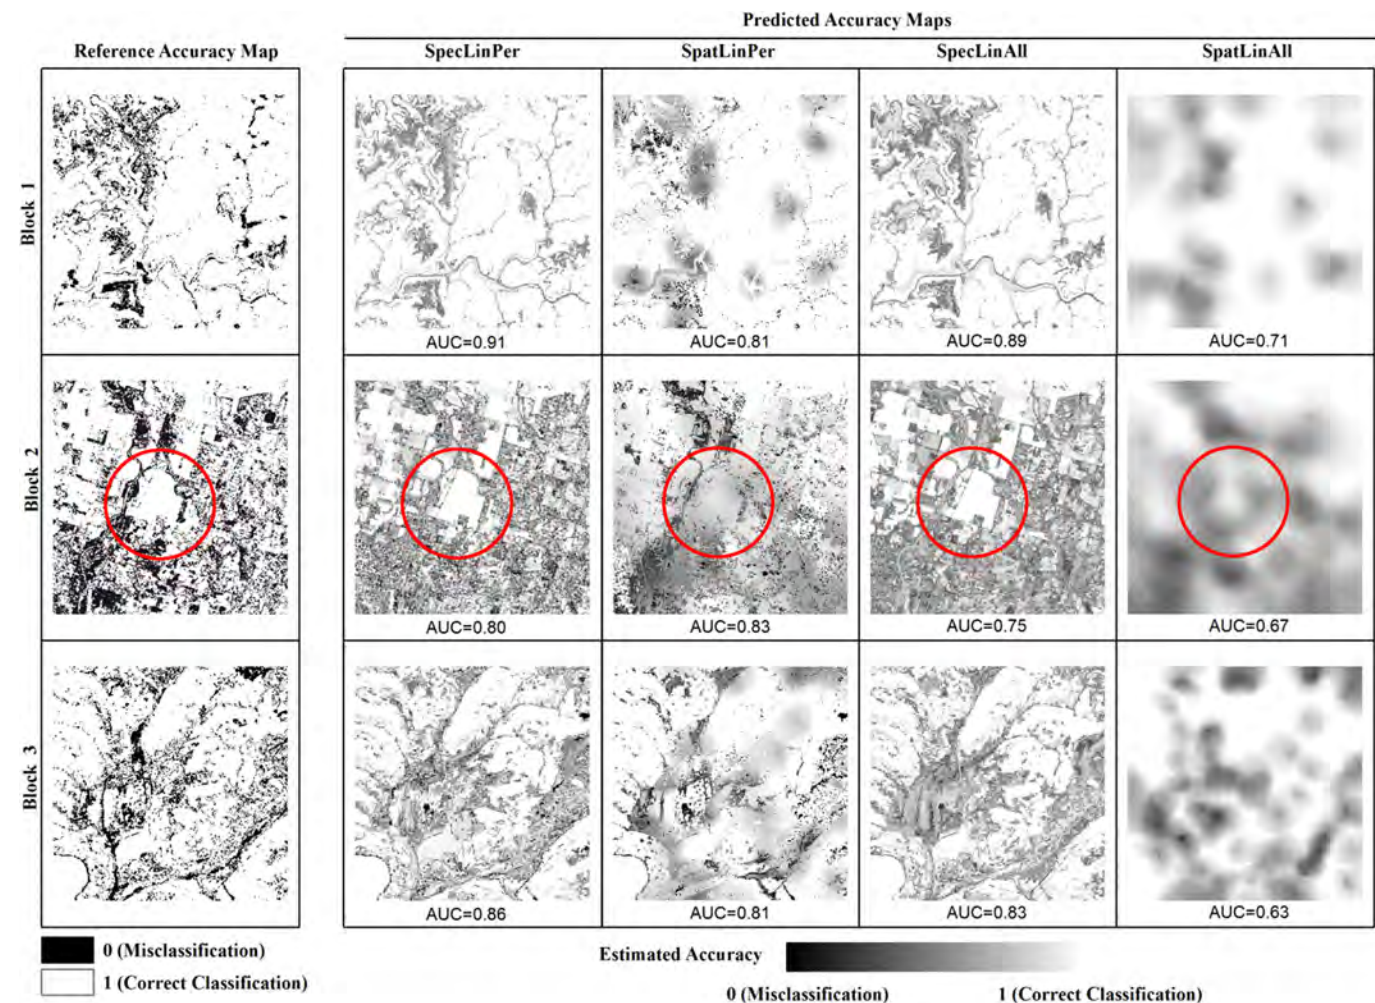 Predicted Accuracy Maps
Reference Accuracy Map
SpecLinPer
SpatLinPer
SpecLinAll
SpatLinAll
Block 1
AUC=0.91
AUC=0.81
AUC=0.89
AUC=0.71
Block 2
AUC=0.80
AUC=0.83
AUC=0.75
AUC=0.67
Block 3
AUC=0.86
AUC=0.81
AUC=0.83
AUC=0.63
0 (Misclassification)
1 (Correct Classification)
Estimated Accuracy
0 (Misclassification)
1 (Correct Classification)